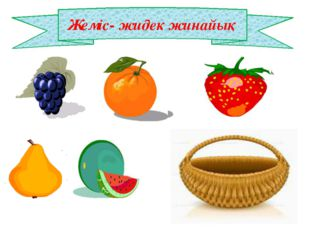 Жеміс- жидек жинайық